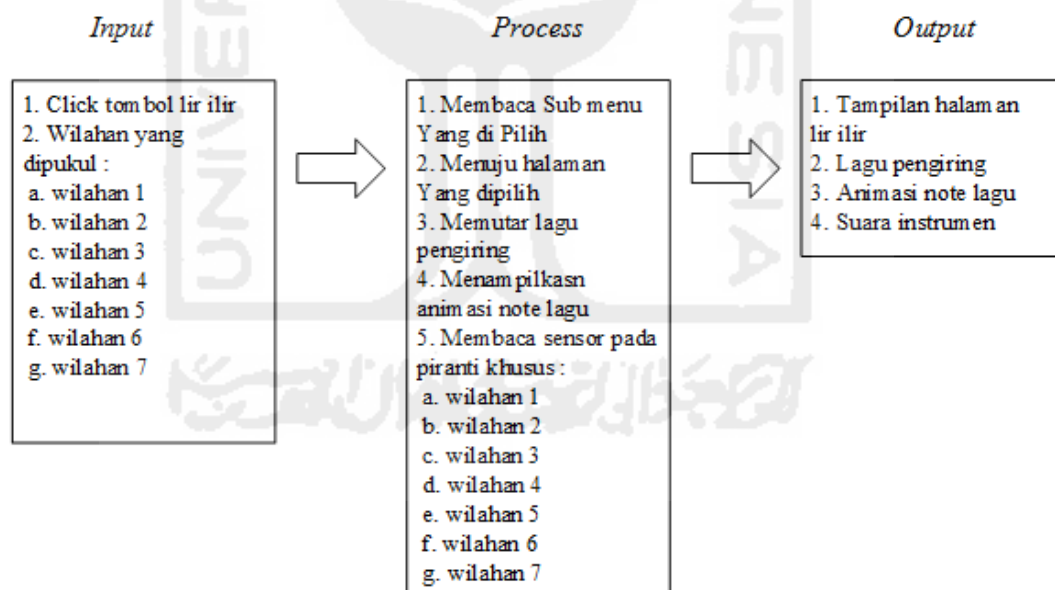 Input
Process
Output
1. Click tombol lir ilir
2. Wilahan yang
dipukul :
a. wilahan 1
b. wilahan 2
c. wilahan 3
d. wilahan 4
e. wilahan 5
f. wilahan 6
g. wilahan 7
1. Membaca Sub menu
Yang di Pilih
2. Menuju halaman
Yang dipilih
3. Memutar lagu
pengiring
4. Menampilkasn
animasi note lagu
5. Membaca sensor pada
piranti khusus :
a. wilahan 1
b. wilahan 2
c. wilahan 3
d. wilahan 4
e. wilahan 5
f. wilahan 6
g. wilahan 7
1. Tampilan halaman
lir ilir
2. Lagu pengiring
3. Animasi note lagu
4. Suara instrumen